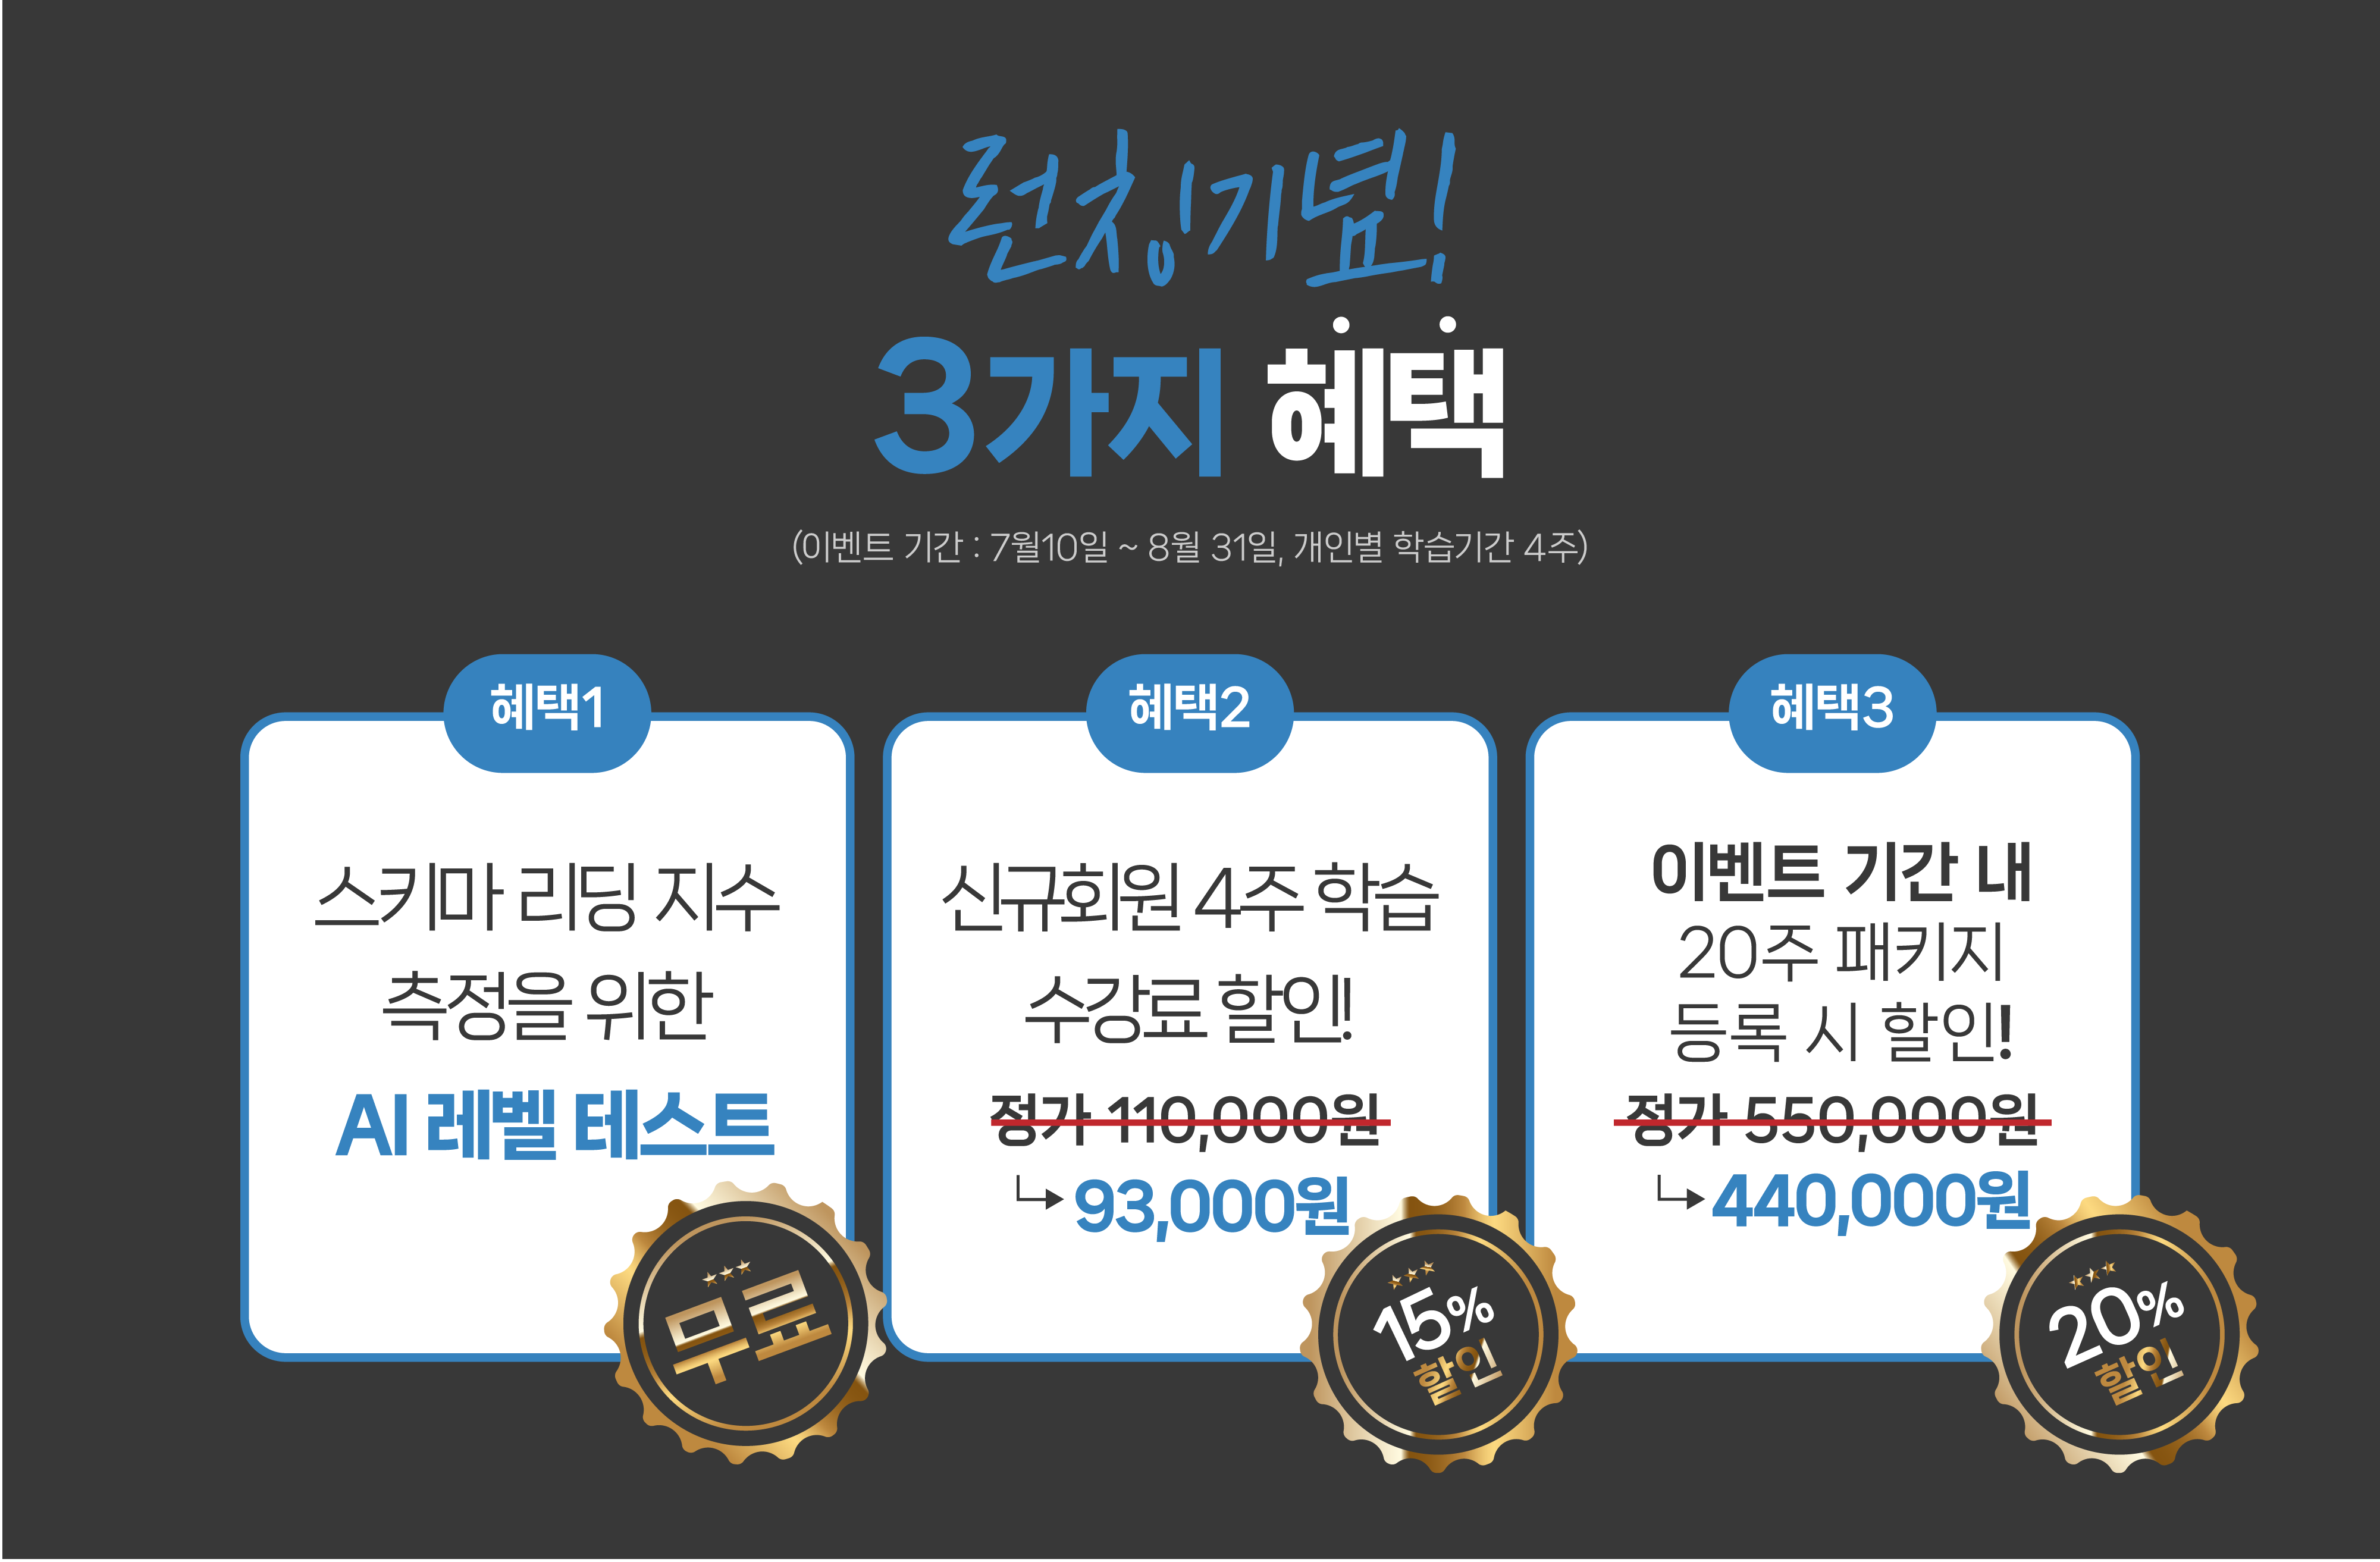 런칭기념!
3가지 혜택
(이벤트 기간 : 7월10일 ~ 8월 31일, 개인별 학습기간 4주)
혜택1
스키마 리딩 지수
측정을 위한
AI 레벨 테스트
무료
혜택2
신규회원 4주 학습
수강료 할인!
정가 110,000원
93,000원
15%
할인
혜택3
이벤트 기간 내
20주 패키지
등록 시 할인!
정가 550,000원
440,000원
20%
할인